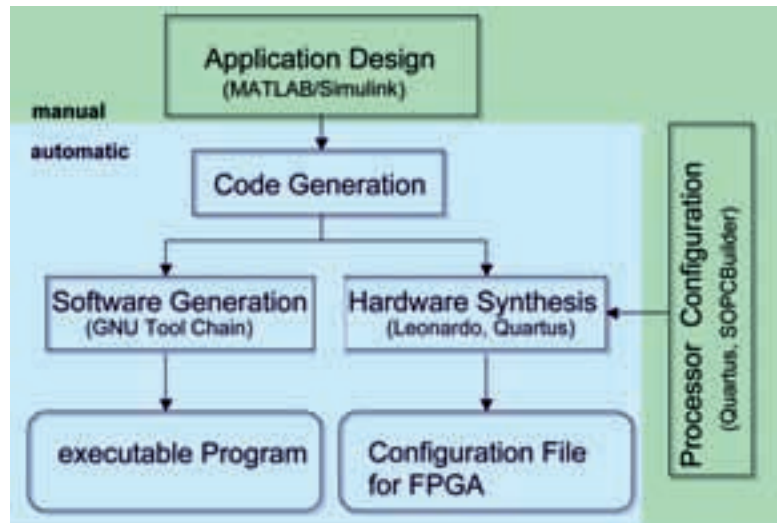 Application Design
(MATLAB/Simulink)
manual
automatic
Code Generation
Software Generation
(GNU Tool Chain)
Hardware Synthesis
(Leonardo, Quartus)
Processor Configuration
(Quartus, SOPCBuilder)
executable Program
Configuration File
for FPGA